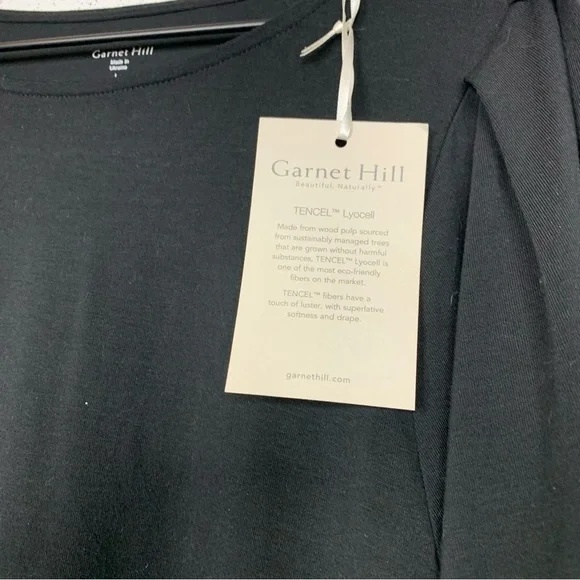 Garnet Hill
Made in
Ukraine
Garnet Hill
Beautiful, Naturally™
TENCEL™ Lyocell
Made from wood pulp sourced
from sustainably managed trees
that are grown without harmful
substances, TENCEL™ Lyocell is
one of the most eco-friendly
fibers on the market.
TENCEL™ fibers have a
touch of luster, with superlative
softness and drape.
garnethill.com